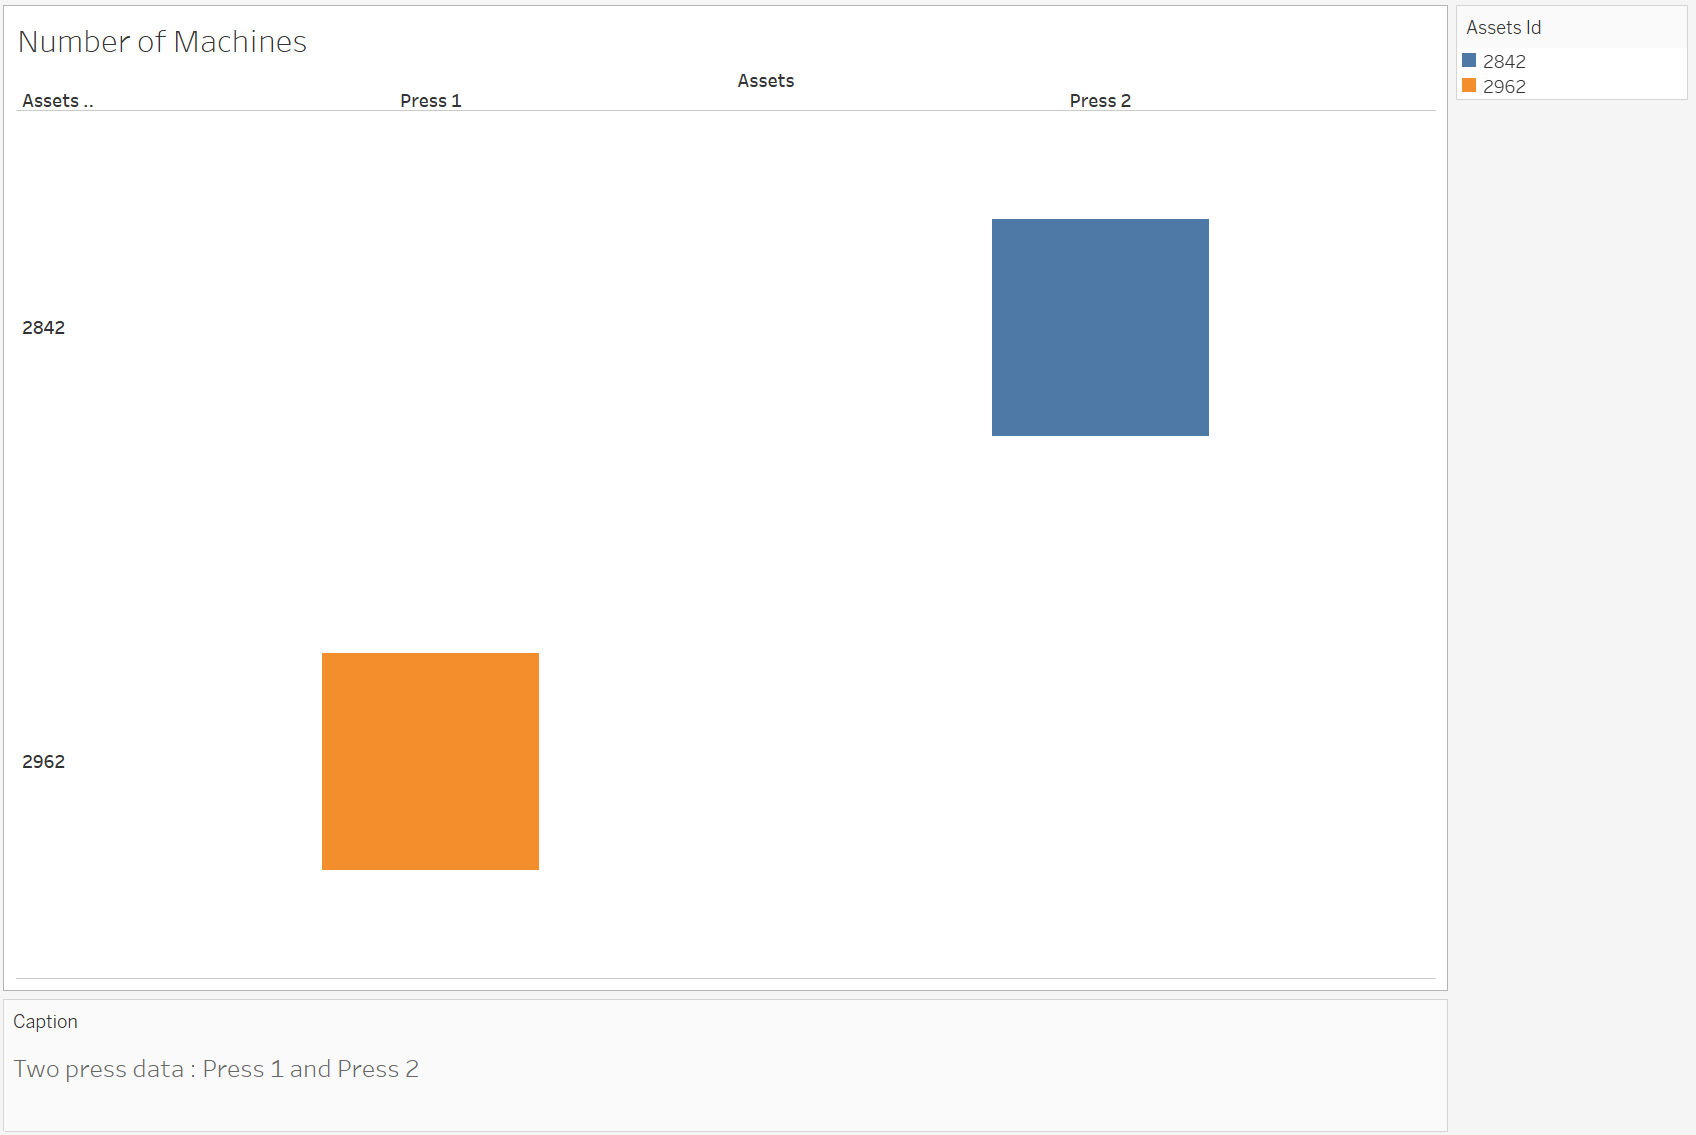 Number of Machines
Assets
Assets ..
Press 1
Press 2
2842
2962
Assets Id
2842
2962
Caption
Two press data : Press 1 and Press 2